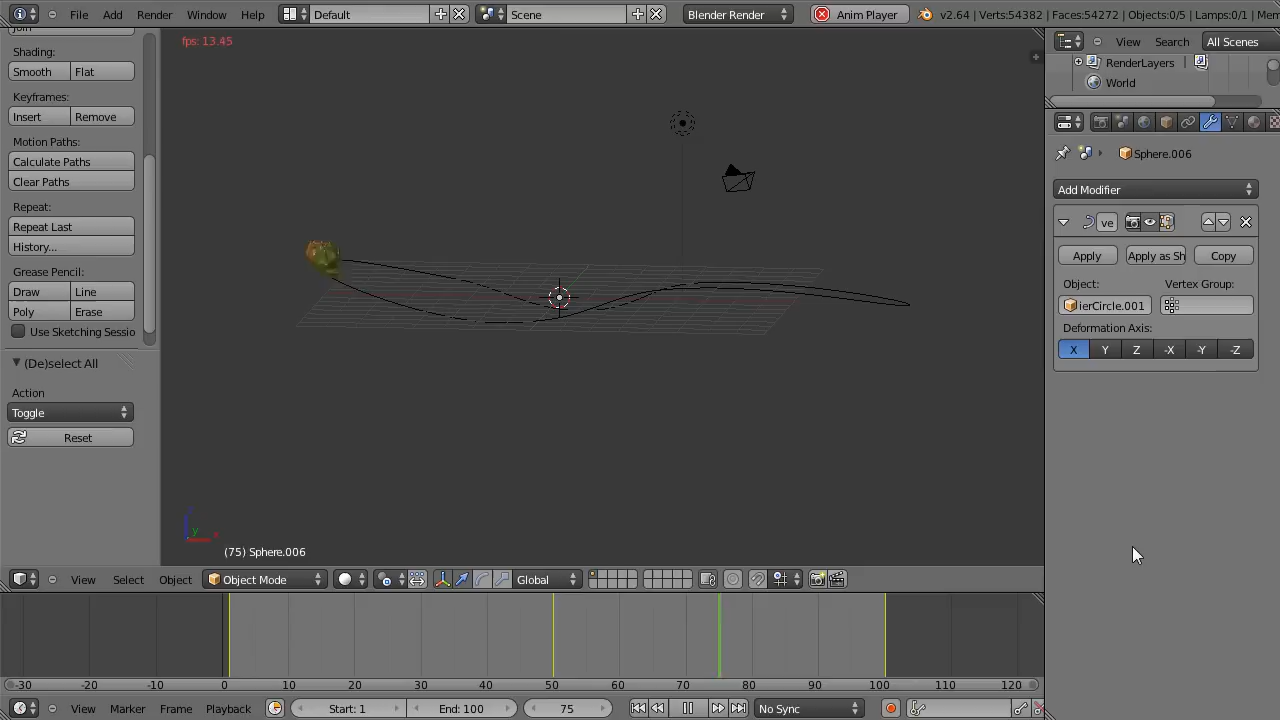 File Add Render Window Help Default Scene Blender Render Anim Player v2.64 | Verts:54382 | Faces:54272 | Objects:0/5 | Lamps:0/1 |
Join
Shading:
Smooth Flat
Keyframes:
Insert Remove
Motion Paths:
Calculate Paths
Clear Paths
Repeat:
Repeat Last
History...
Grease Pencil:
Draw Line
Poly Erase
Use Sketching Sessio
(De)select All
Action
Toggle
Reset
fps: 13.45
y x
(75) Sphere.006
View Select Object Object Mode Global
View Search All Scenes
RenderLayers |
World
Sphere.006
Add Modifier
ve
Apply Apply as Sh Copy
Object: Vertex Group:
ierCircle.001
Deformation Axis:
X Y Z -X -Y -Z
-30 -20 -10 0 10 20 30 40 50 60 70 80 90 100 110 120
View Marker Frame Playback Start: 1 End: 100 75 No Sync